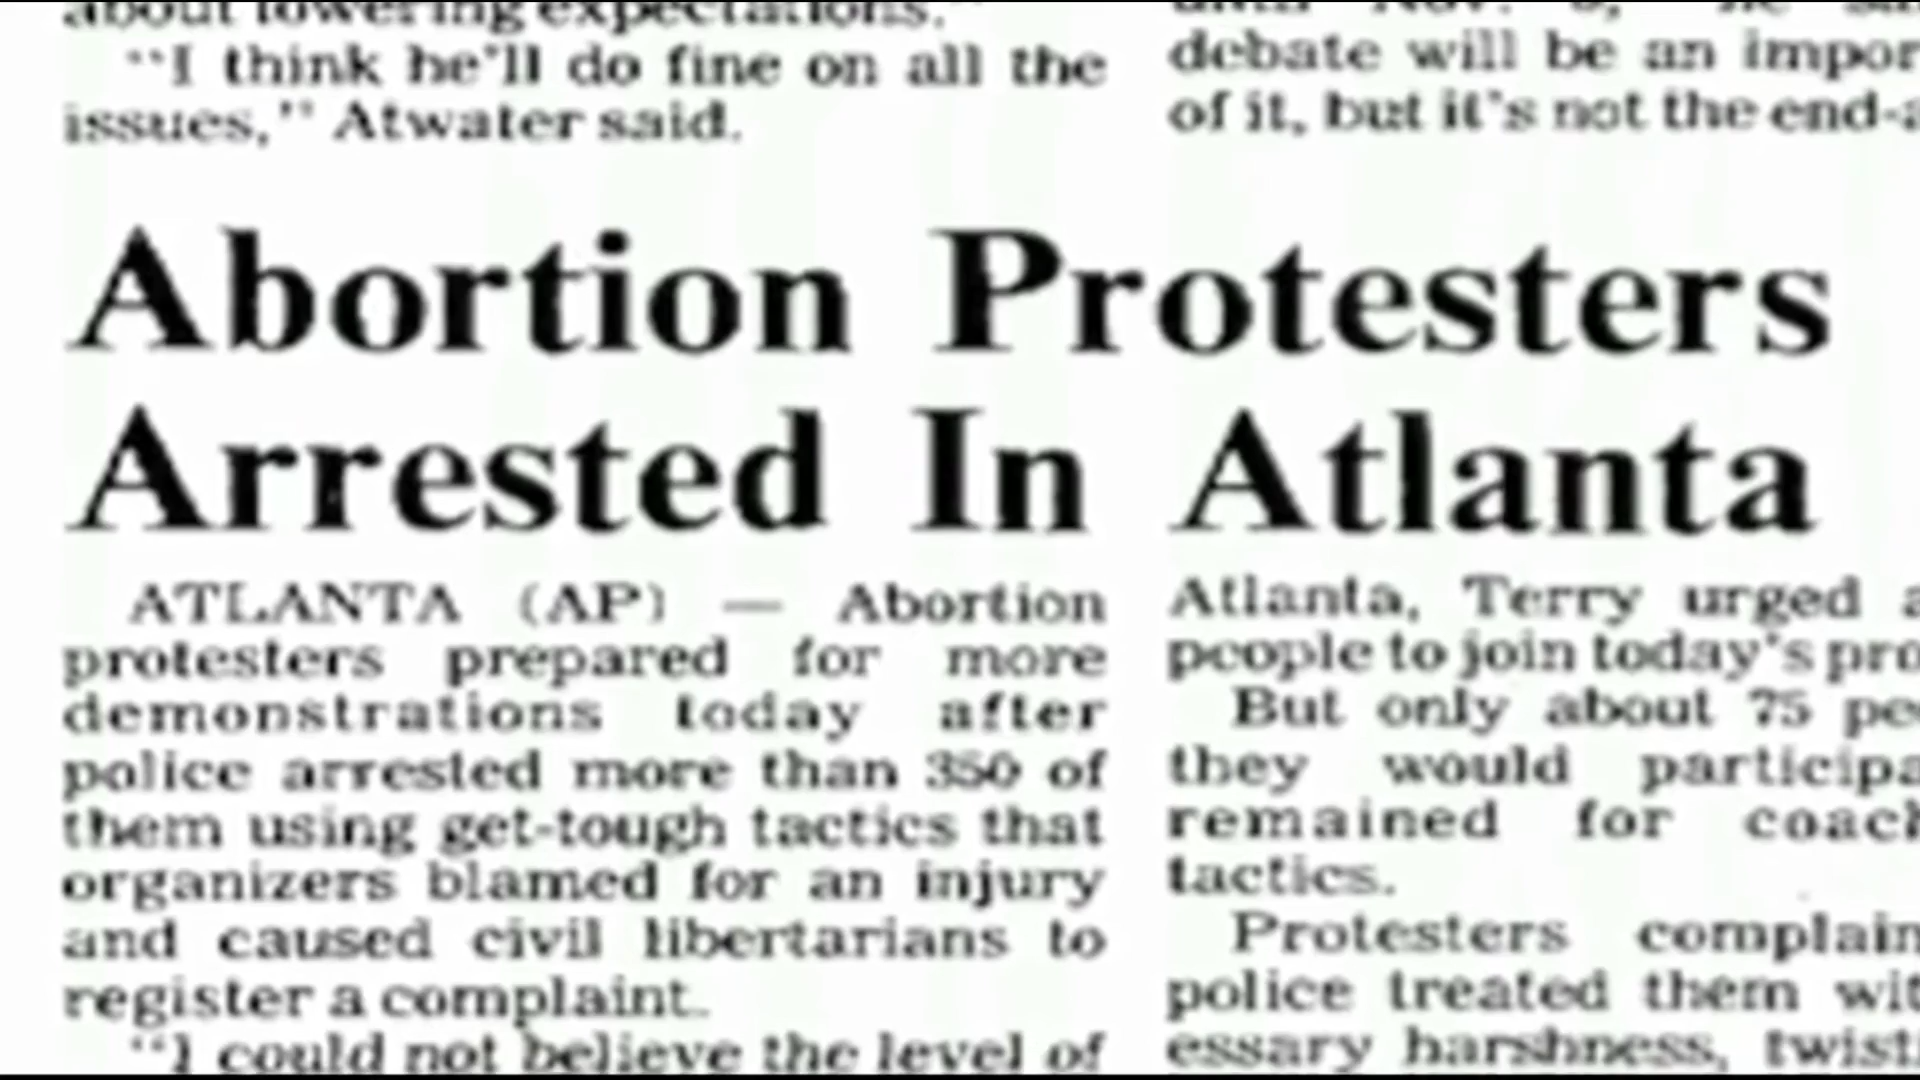 about lowering expectations."
"I think he'll do fine on all the
issues," Atwater said.
debate will be an impor
of it, but it's not the end-a
Abortion Protesters
Arrested In Atlanta
ATLANTA (AP) — Abortion
protesters prepared for more
demonstrations today after
police arrested more than 350 of
them using get-tough tactics that
organizers blamed for an injury
and caused civil libertarians to
register a complaint.
"I could not believe the level of
Atlanta, Terry urged a
people to join today's pro
But only about 75 peo
they would participa
remained for coach
tactics.
Protesters complain
police treated them wit
essary harshness, twisti